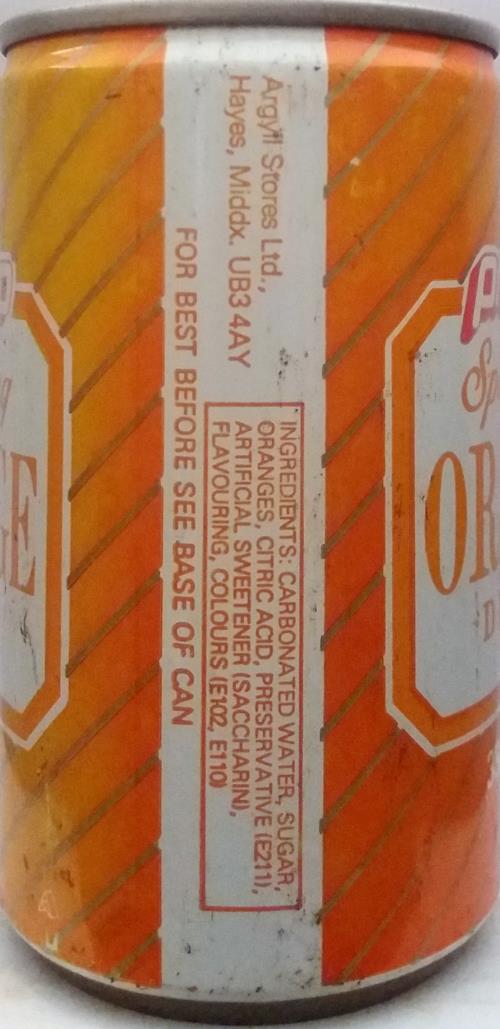 Argyll Stores Ltd.,
Hayes, Middx. UB3 4AY
INGREDIENTS: CARBONATED WATER, SUGAR,
ORANGES, CITRIC ACID, PRESERVATIVE (E211),
ARTIFICIAL SWEETENER (SACCHARIN),
FLAVOURING, COLOURS (E102, E110)
FOR BEST BEFORE SEE BASE OF CAN